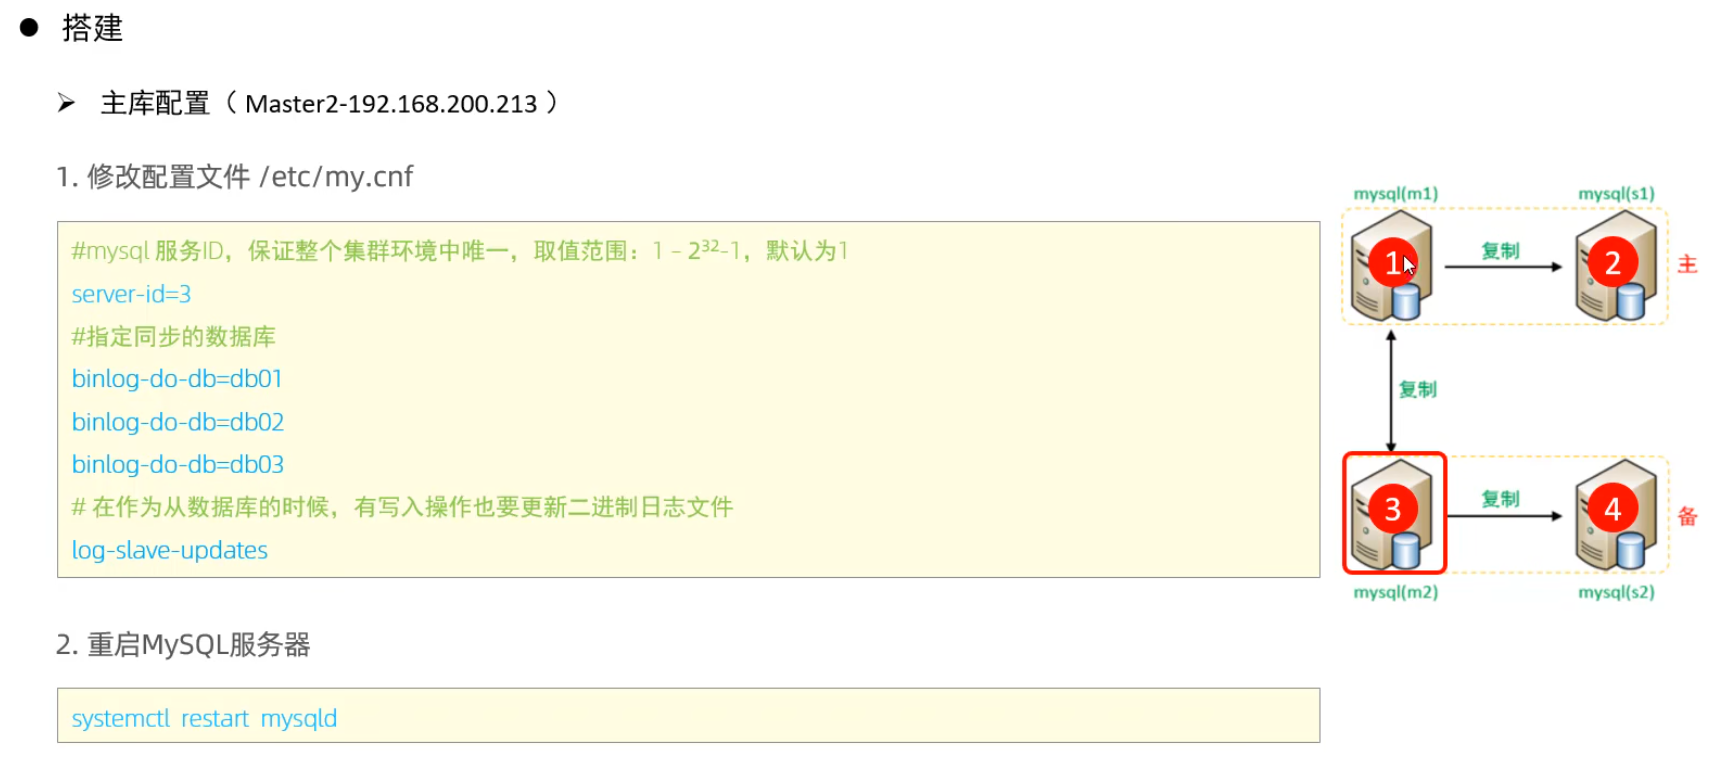 ● 搭建
➢ 主库配置（ Master2-192.168.200.213 ）
1. 修改配置文件 /etc/my.cnf
#mysql 服务ID，保证整个集群环境中唯一，取值范围：1 – 2³²-1，默认为1
server-id=3
#指定同步的数据库
binlog-do-db=db01
binlog-do-db=db02
binlog-do-db=db03
# 在作为从数据库的时候，有写入操作也要更新二进制日志文件
log-slave-updates
2. 重启MySQL服务器
systemctl restart mysqld
mysql(m1)
mysql(s1)
1
复制
2
主
复制
3
复制
4
备
mysql(m2)
mysql(s2)